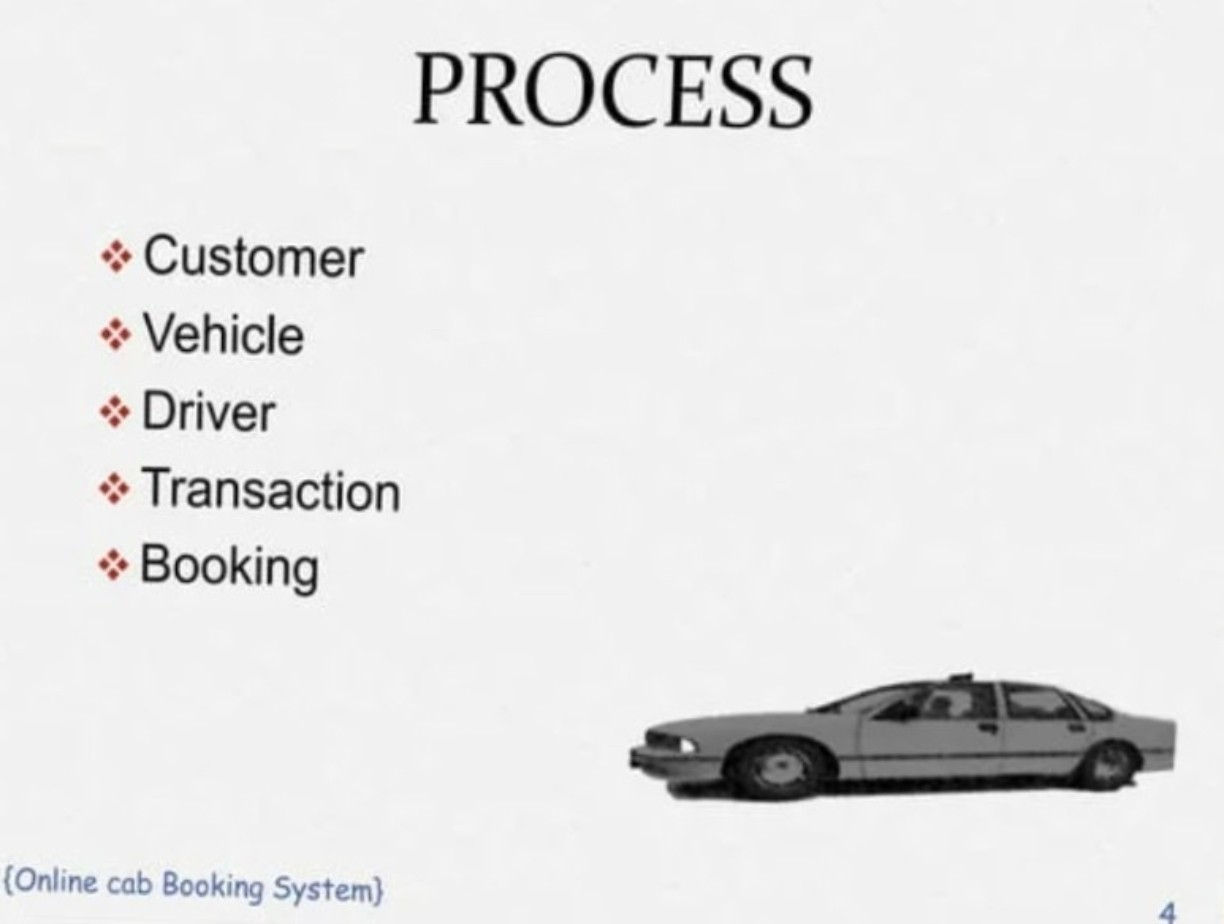 PROCESS
Customer
Vehicle
Driver
Transaction
Booking
{Online cab Booking System}
4